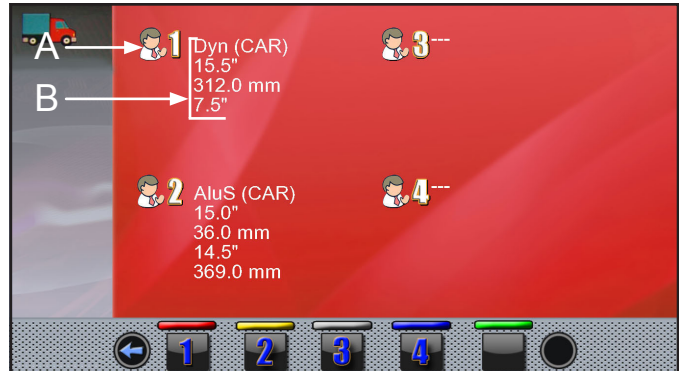 A
1 Dyn (CAR)
15.5"
312.0 mm
7.5"
B
3 ---
2 AluS (CAR)
15.0"
36.0 mm
14.5"
369.0 mm
4 ---
1 2 3 4